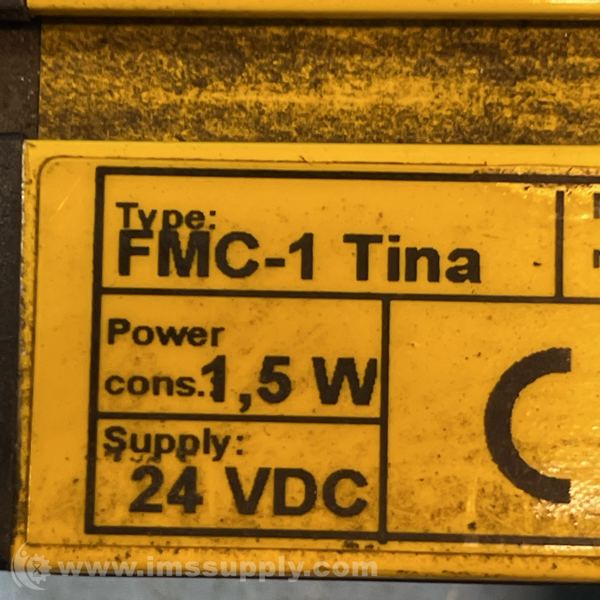 Type:
FMC-1 Tina
Power
cons.:1,5 W
Supply:
24 VDC
www.imssupply.com